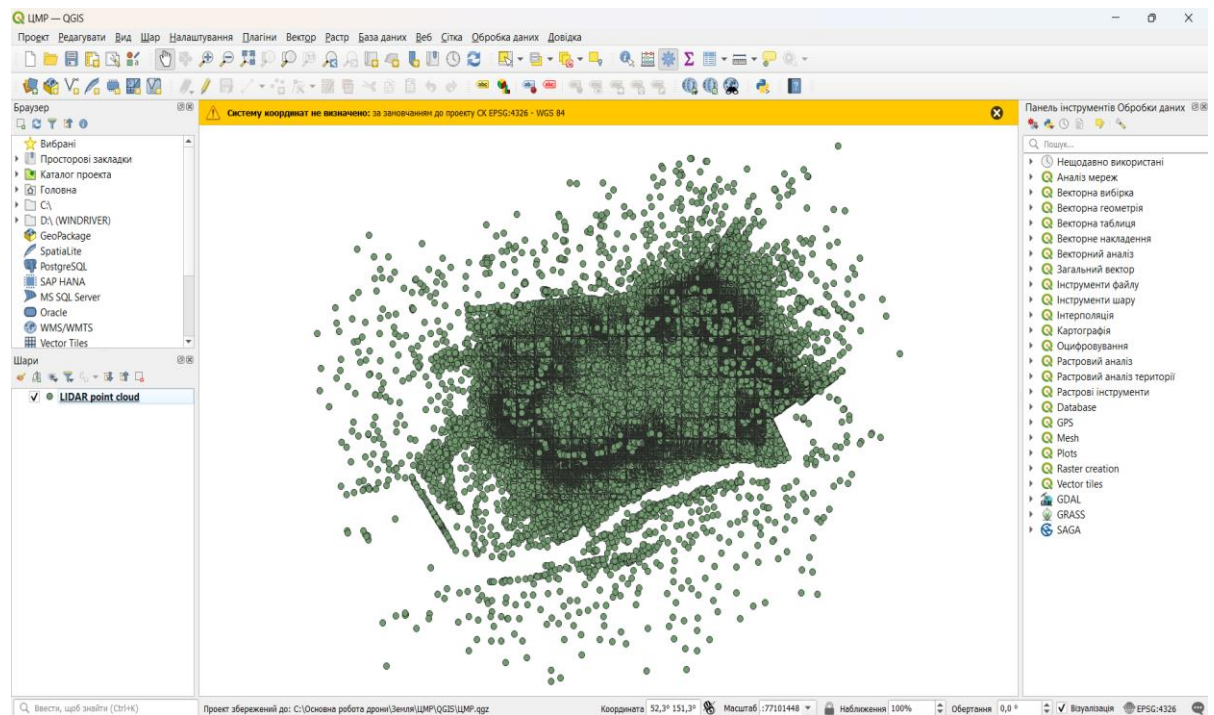 ЦМР — QGIS
Проект Редагувати Вид Шар Налаштування Плагіни Вектор Растр База даних Веб Сітка Обробка даних Довідка
Браузер
Вибрані
Просторові закладки
Каталог проекта
Головна
C:\
D:\ (WINDRIVER)
GeoPackage
SpatiaLite
PostgreSQL
SAP HANA
MS SQL Server
Oracle
WMS/WMTS
Vector Tiles
Шари
LIDAR point cloud
Систему координат не визначено: за замовчанням до проекту СК EPSG:4326 - WGS 84
Панель інструментів Обробки даних
Пошук...
Нещодавно використані
Аналіз мереж
Векторна вибірка
Векторна геометрія
Векторна таблиця
Векторне накладення
Векторний аналіз
Загальний вектор
Інструменти файлу
Інструменти шару
Інтерполяція
Картографія
Оцифровування
Растровий аналіз
Растровий аналіз території
Растрові інструменти
Database
GPS
Mesh
Plots
Raster creation
Vector tiles
GDAL
GRASS
SAGA
Ввести, щоб знайти (Ctrl+K)
Проект збережений до: C:\Основна робота дрони\Земля\ЦМР\QGIS\ЦМР.qgz
Координата 52,3° 151,3°
Масштаб :77101448
Наближення 100%
Обертання 0,0 °
Візуалізація
EPSG:4326